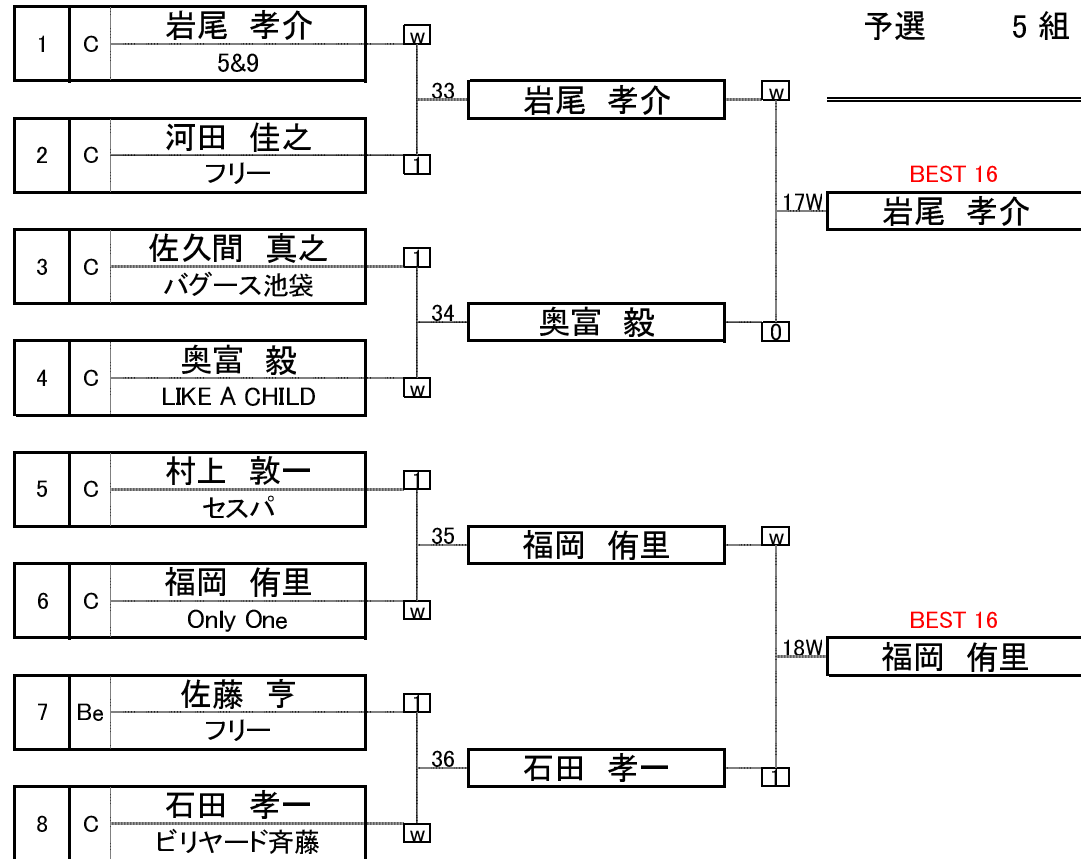 予選 5 組
1 C 岩尾 孝介
5&9
w
33 岩尾 孝介
w
2 C 河田 佳之
フリー
1
BEST 16
17W 岩尾 孝介
3 C 佐久間 真之
バグース池袋
1
34 奥富 毅
0
4 C 奥富 毅
LIKE A CHILD
w
5 C 村上 敦一
セスパ
1
35 福岡 侑里
w
6 C 福岡 侑里
Only One
w
BEST 16
18W 福岡 侑里
7 Be 佐藤 亨
フリー
1
36 石田 孝一
1
8 C 石田 孝一
ビリヤード斉藤
w